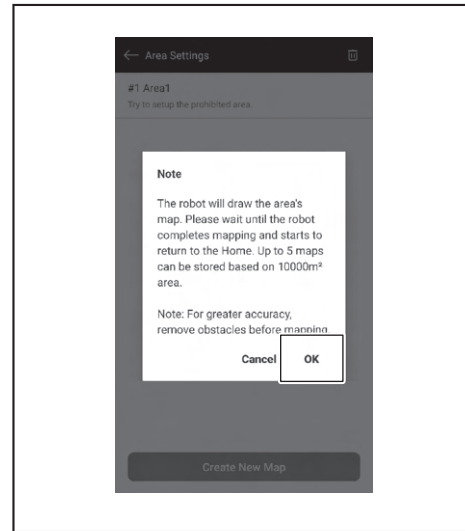 ← Area Settings
#1 Area1
Try to setup the prohibited area.
Note
The robot will draw the area's
map. Please wait until the robot
completes mapping and starts to
return to the Home. Up to 5 maps
can be stored based on 10000m²
area.
Note: For greater accuracy,
remove obstacles before mapping.
Cancel OK
Create New Map